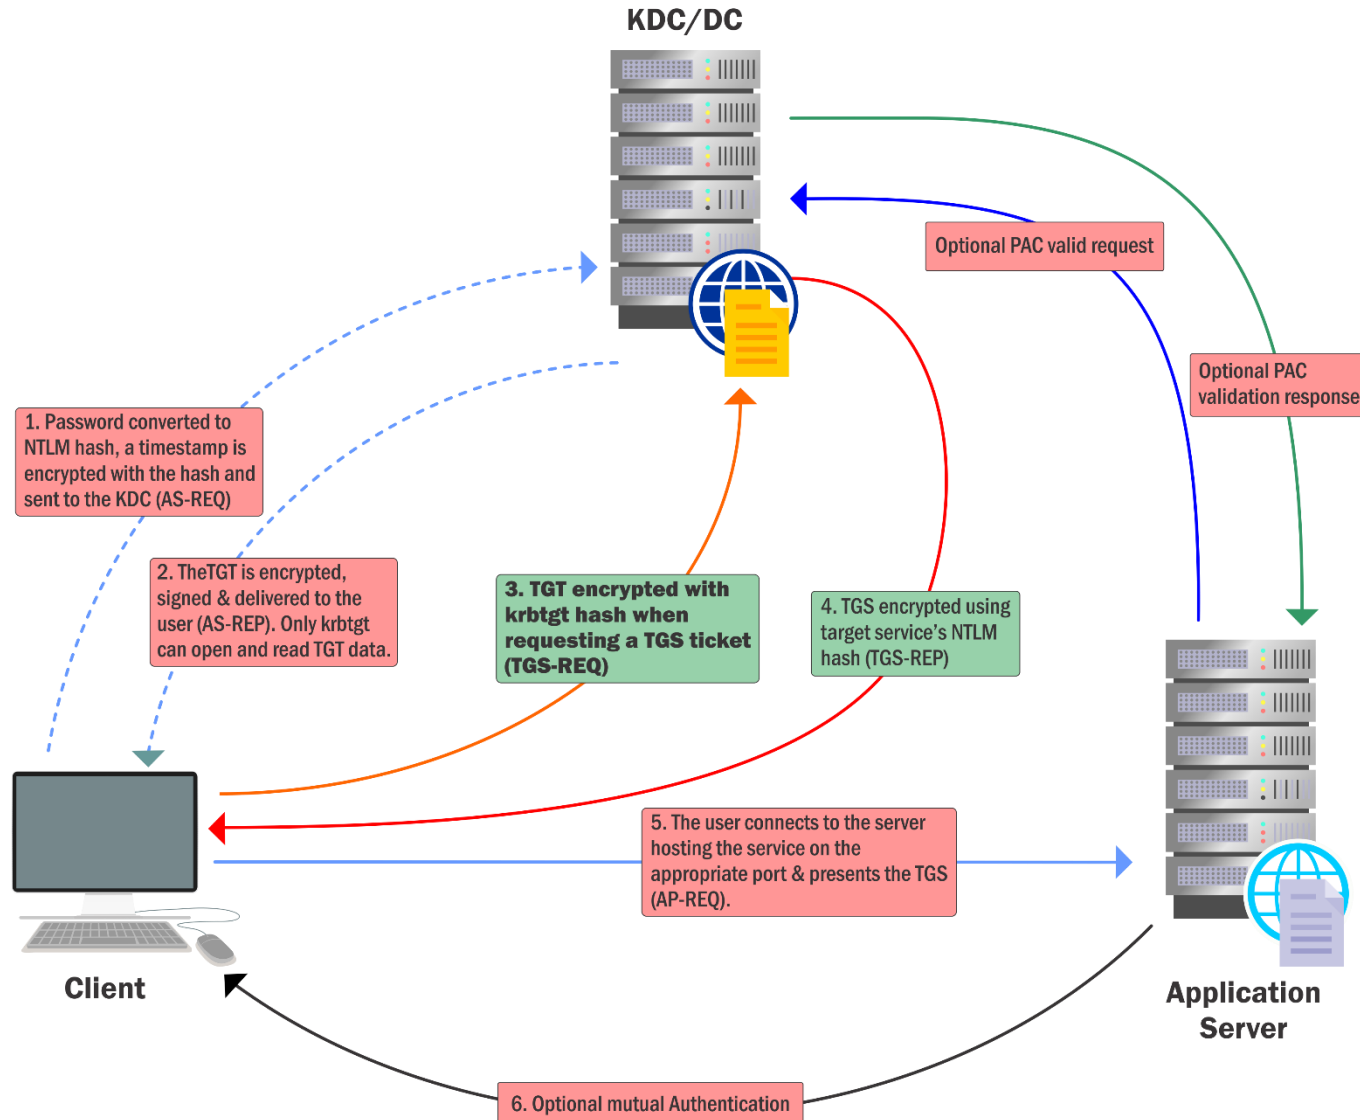 KDC/DC
Optional PAC valid request
Optional PAC
validation response
1. Password converted to
NTLM hash, a timestamp is
encrypted with the hash and
sent to the KDC (AS-REQ)
2. TheTGT is encrypted,
signed & delivered to the
user (AS-REP). Only krbtgt
can open and read TGT data.
3. TGT encrypted with
krbtgt hash when
requesting a TGS ticket
(TGS-REQ)
4. TGS encrypted using
target service's NTLM
hash (TGS-REP)
5. The user connects to the server
hosting the service on the
appropriate port & presents the TGS
(AP-REQ).
Client
Application
Server
6. Optional mutual Authentication